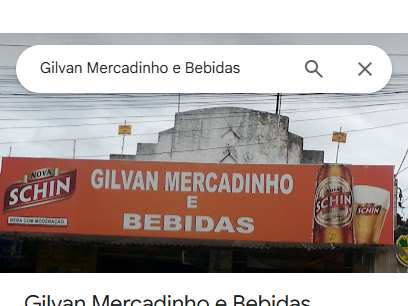 Gilvan Mercadinho e Bebidas
NOVA
SCHIN
BEBA COM MODERAÇÃO.
GILVAN MERCADINHO
E
BEBIDAS
SCHIN
SCHIN
Gilvan Mercadinho e Bebidas